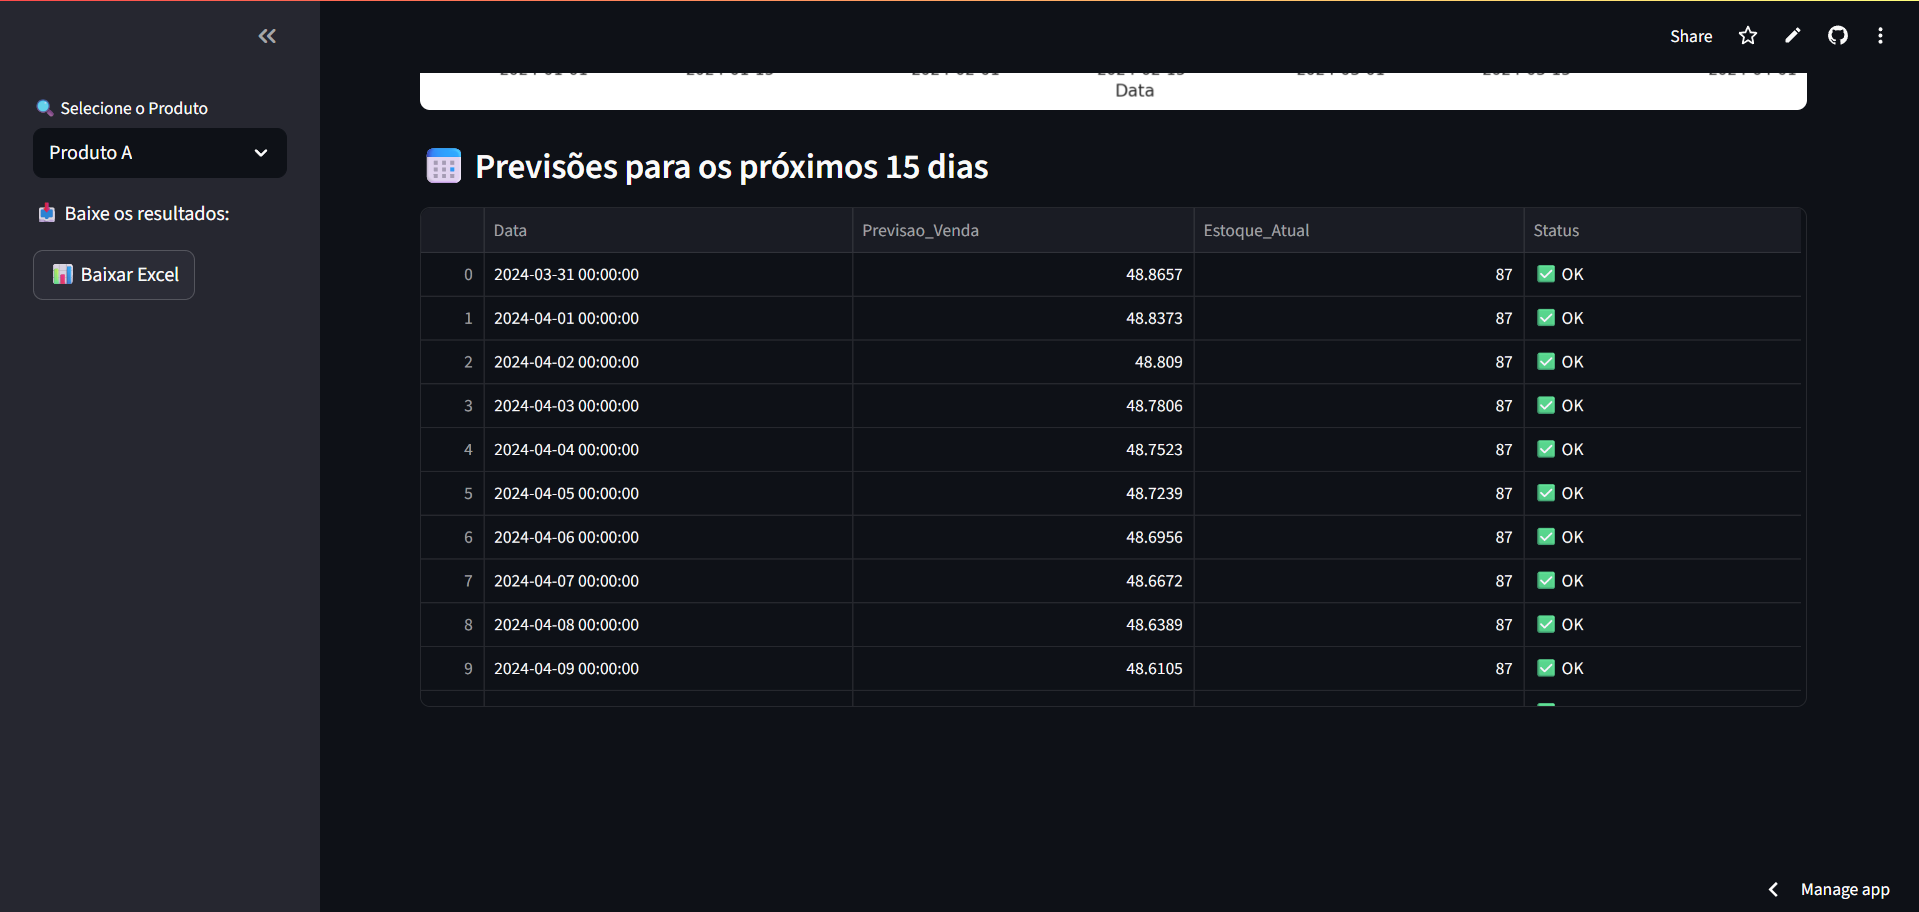 Share
🔍 Selecione o Produto
Produto A
📩 Baixe os resultados:
📊 Baixar Excel
Data
📅 Previsões para os próximos 15 dias
Data Previsao_Venda Estoque_Atual Status
0 2024-03-31 00:00:00 48.8657 87 ✅ OK
1 2024-04-01 00:00:00 48.8373 87 ✅ OK
2 2024-04-02 00:00:00 48.809 87 ✅ OK
3 2024-04-03 00:00:00 48.7806 87 ✅ OK
4 2024-04-04 00:00:00 48.7523 87 ✅ OK
5 2024-04-05 00:00:00 48.7239 87 ✅ OK
6 2024-04-06 00:00:00 48.6956 87 ✅ OK
7 2024-04-07 00:00:00 48.6672 87 ✅ OK
8 2024-04-08 00:00:00 48.6389 87 ✅ OK
9 2024-04-09 00:00:00 48.6105 87 ✅ OK
Manage app